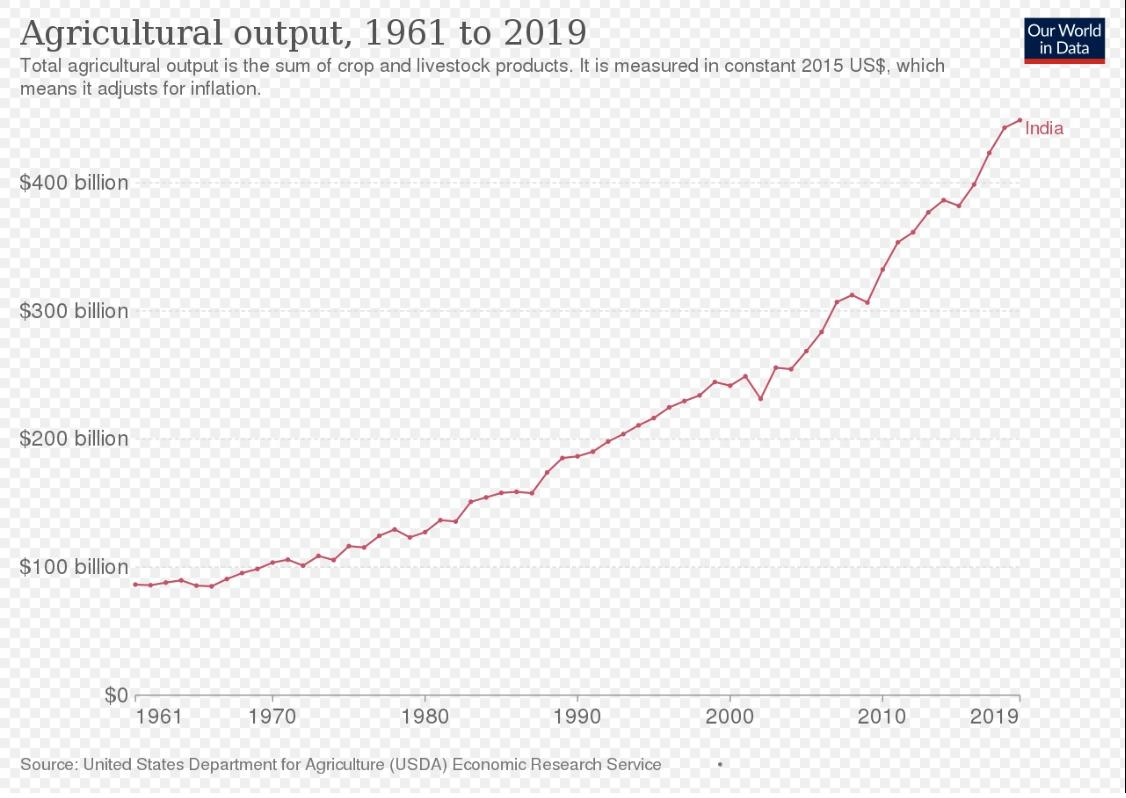 Agricultural output, 1961 to 2019
Our World
in Data
Total agricultural output is the sum of crop and livestock products. It is measured in constant 2015 US$, which
means it adjusts for inflation.
India
$400 billion
$300 billion
$200 billion
$100 billion
$0
1961 1970 1980 1990 2000 2010 2019
Source: United States Department for Agriculture (USDA) Economic Research Service •